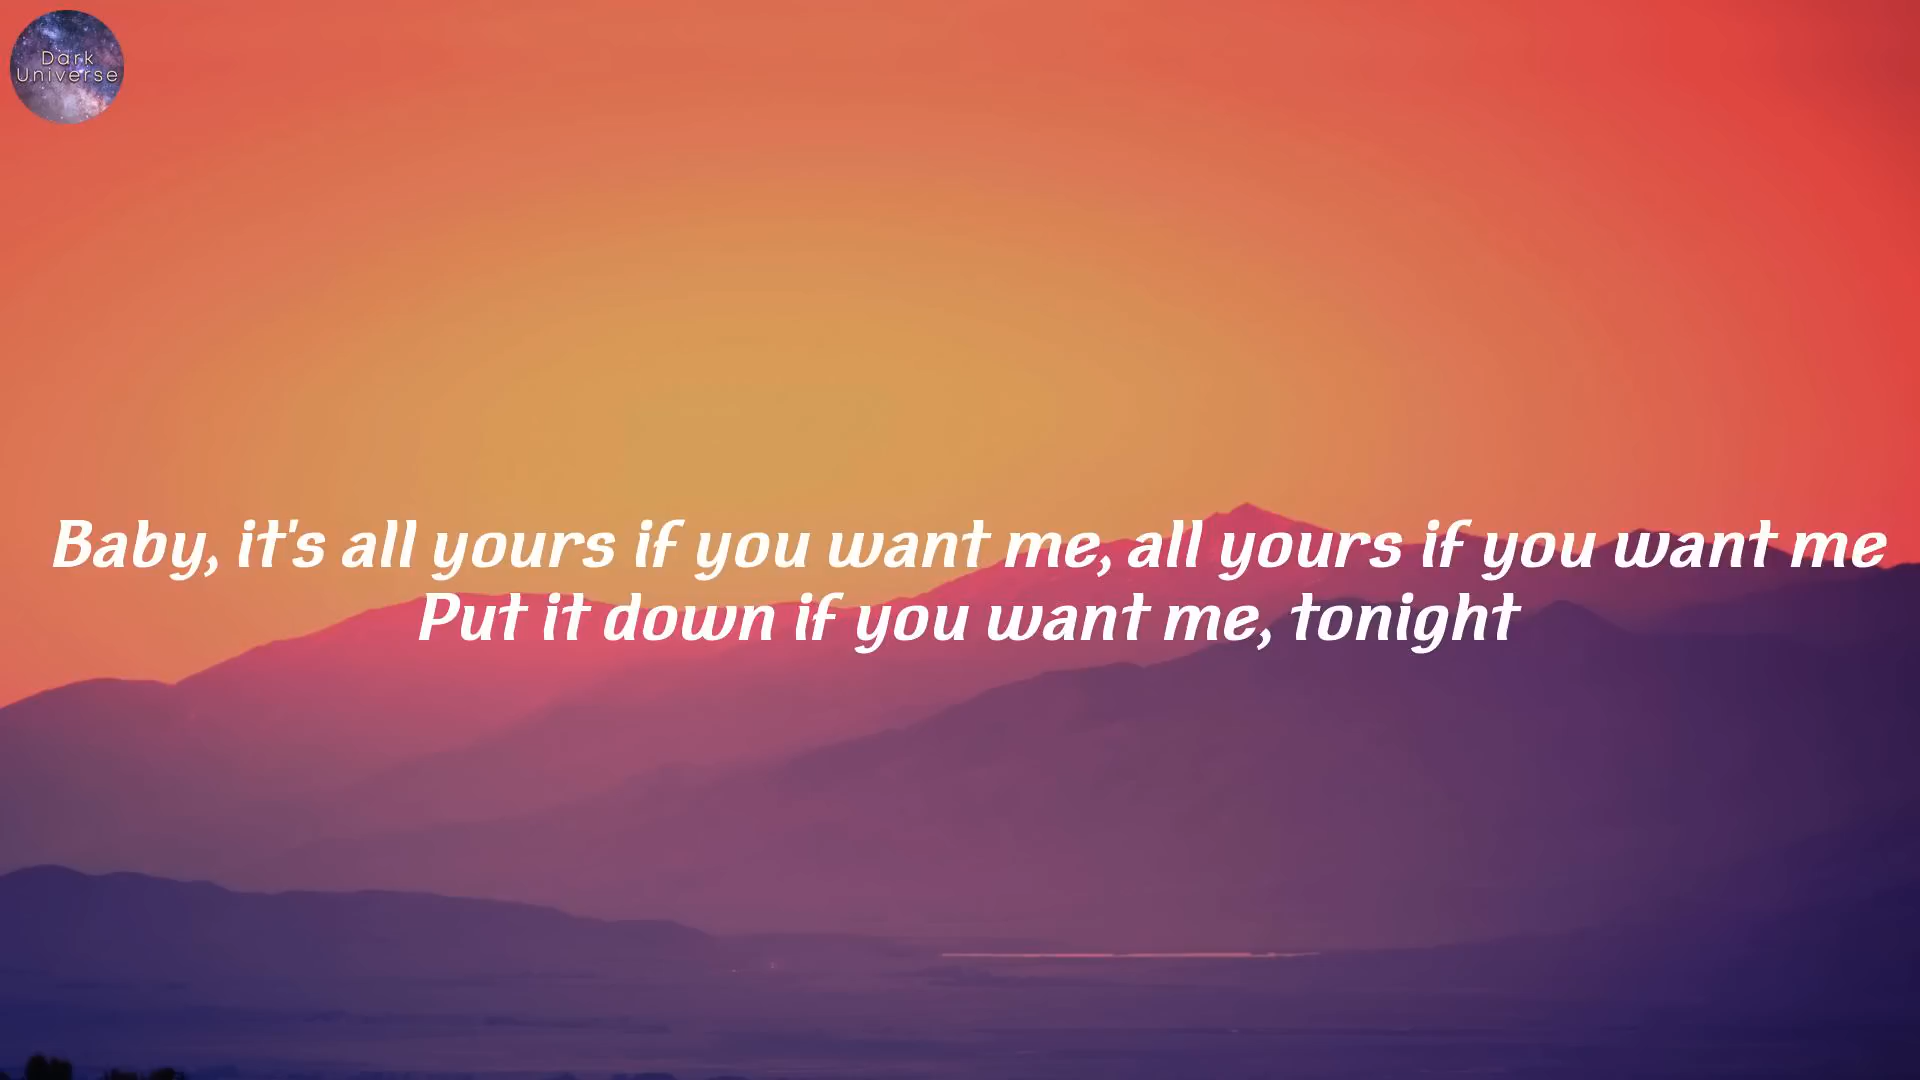 Dark
Universe
Baby, it's all yours if you want me, all yours if you want me
Put it down if you want me, tonight